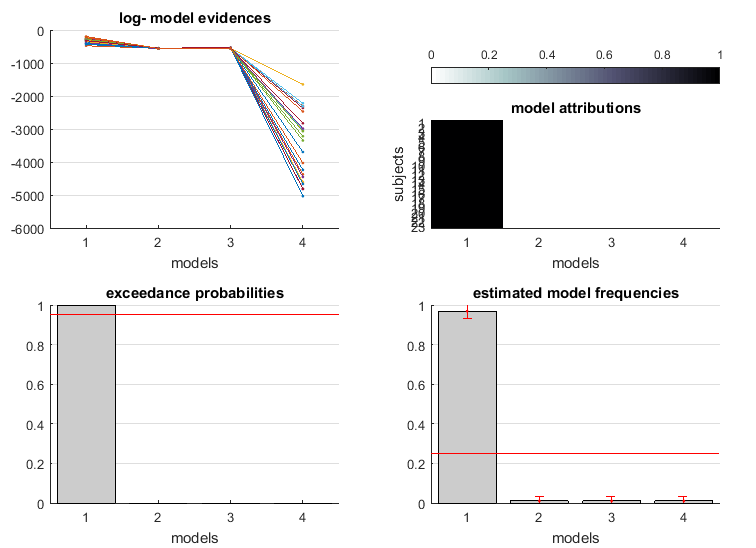 log- model evidences
0
-1000
-2000
-3000
-4000
-5000
-6000
1 2 3 4
models
0 0.2 0.4 0.6 0.8 1
model attributions
subjects
1
23
1 2 3 4
models
exceedance probabilities
1
0.8
0.6
0.4
0.2
0
1 2 3 4
models
estimated model frequencies
1
0.8
0.6
0.4
0.2
0
1 2 3 4
models